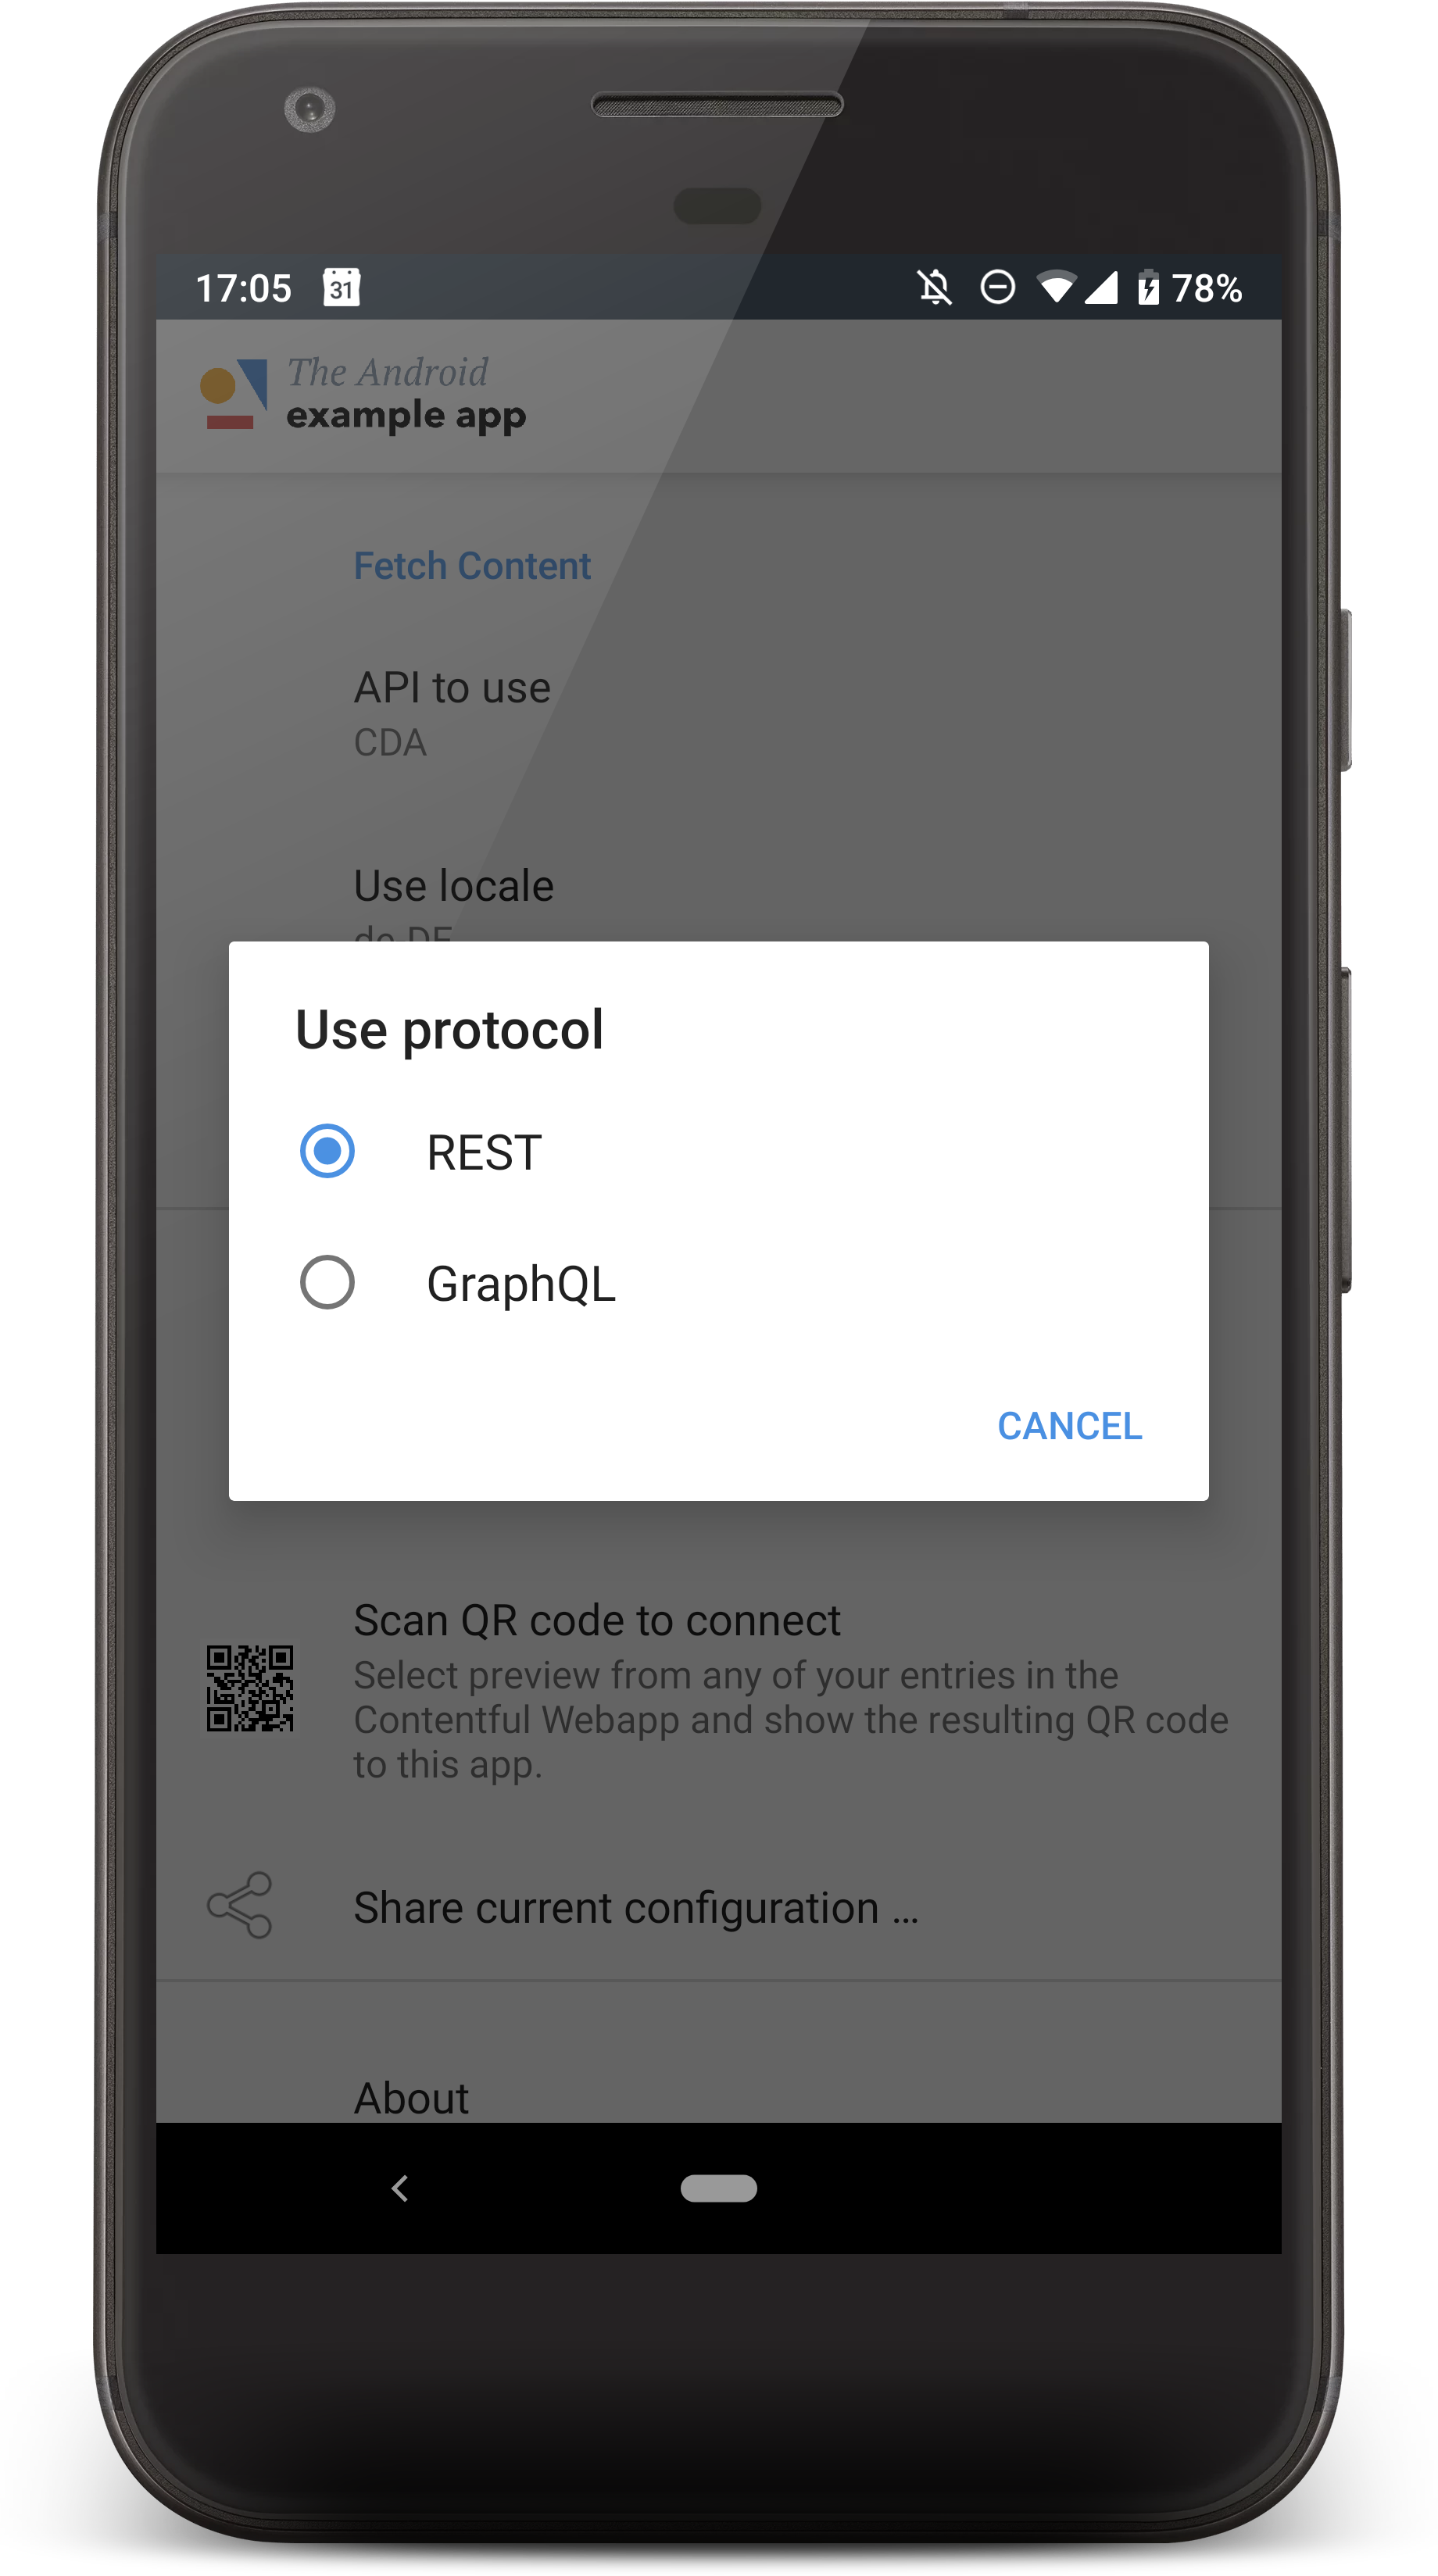 17:05 31 78%
The Android
example app
Fetch Content
API to use
CDA
Use locale
de-DE
Use protocol
REST
GraphQL
CANCEL
Scan QR code to connect
Select preview from any of your entries in the
Contentful Webapp and show the resulting QR code
to this app.
Share current configuration ...
About